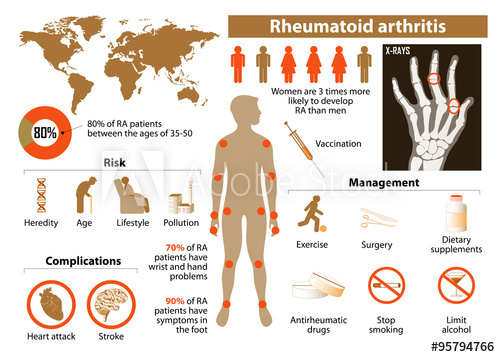 Rheumatoid arthritis
X-RAYS
Women are 3 times more
likely to develop
RA than men
80%
80% of RA patients
between the ages of 35-50
Vaccination
Risk
Heredity
Age
Lifestyle
Pollution
Management
Exercise
Surgery
Dietary
supplements
70% of RA
patients have
wrist and hand
problems
Complications
90% of RA
patients have
symptoms in
the foot
Heart attack
Stroke
Antirheumatic
drugs
Stop
smoking
Limit
alcohol
#95794766